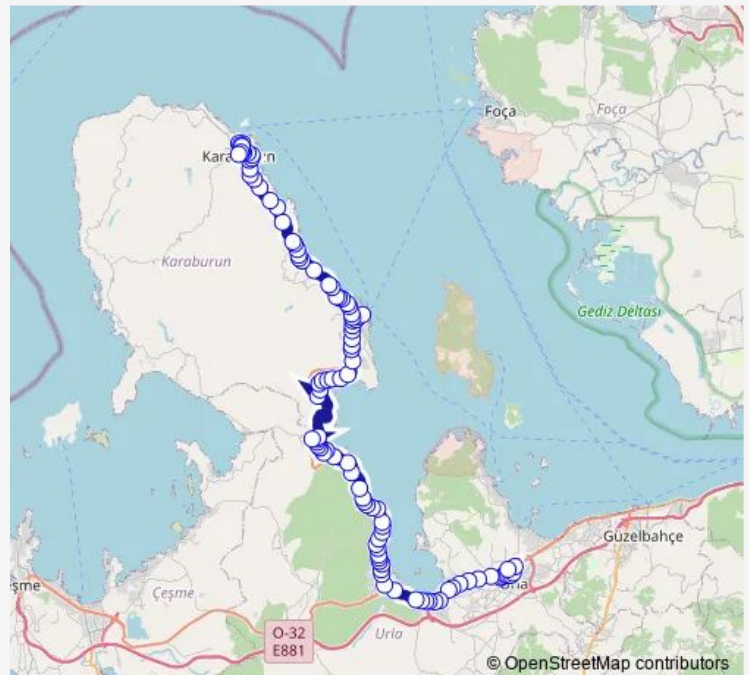 Foça
Foça
Karaburun
Gediz Deltası
Güzelbahçe
Çeşme
Urla
O-32
E881
© OpenStreetMap contributors